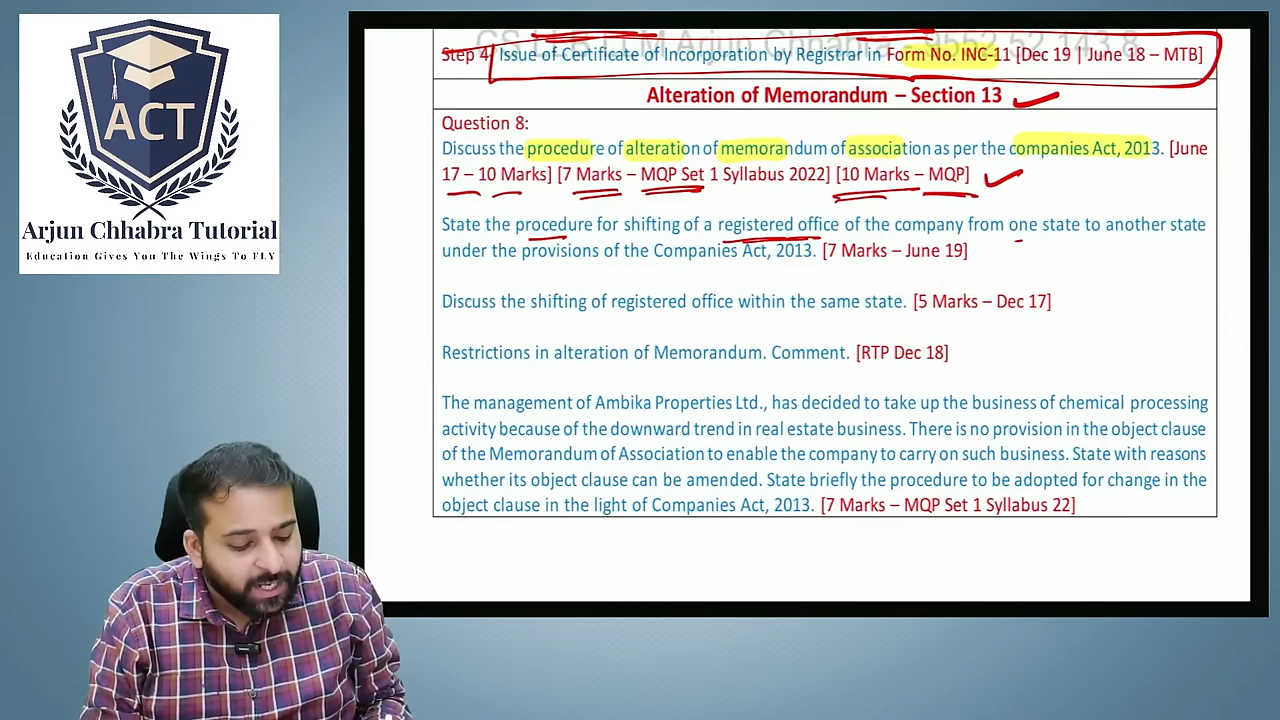 ACT
Arjun Chhabra Tutorial
Education Gives You The Wings To FLY
Step 4 Issue of Certificate of Incorporation by Registrar in Form No. INC-11 [Dec 19 | June 18 – MTB]
Alteration of Memorandum – Section 13
Question 8:
Discuss the procedure of alteration of memorandum of association as per the companies Act, 2013. [June
17 – 10 Marks] [7 Marks – MQP Set 1 Syllabus 2022] [10 Marks – MQP]
State the procedure for shifting of a registered office of the company from one state to another state
under the provisions of the Companies Act, 2013. [7 Marks – June 19]
Discuss the shifting of registered office within the same state. [5 Marks – Dec 17]
Restrictions in alteration of Memorandum. Comment. [RTP Dec 18]
The management of Ambika Properties Ltd., has decided to take up the business of chemical processing
activity because of the downward trend in real estate business. There is no provision in the object clause
of the Memorandum of Association to enable the company to carry on such business. State with reasons
whether its object clause can be amended. State briefly the procedure to be adopted for change in the
object clause in the light of Companies Act, 2013. [7 Marks – MQP Set 1 Syllabus 22]